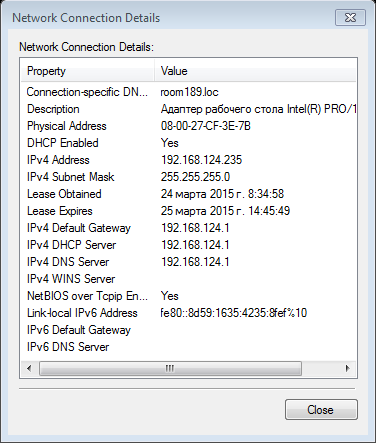 Network Connection Details
Network Connection Details:
Property Value
Connection-specific DN... room189.loc
Description Адаптер рабочего стола Intel(R) PRO/1
Physical Address 08-00-27-CF-3E-7B
DHCP Enabled Yes
IPv4 Address 192.168.124.235
IPv4 Subnet Mask 255.255.255.0
Lease Obtained 24 марта 2015 г. 8:34:58
Lease Expires 25 марта 2015 г. 14:45:49
IPv4 Default Gateway 192.168.124.1
IPv4 DHCP Server 192.168.124.1
IPv4 DNS Server 192.168.124.1
IPv4 WINS Server
NetBIOS over Tcpip En... Yes
Link-local IPv6 Address fe80::8d59:1635:4235:8fef%10
IPv6 Default Gateway
IPv6 DNS Server
Close